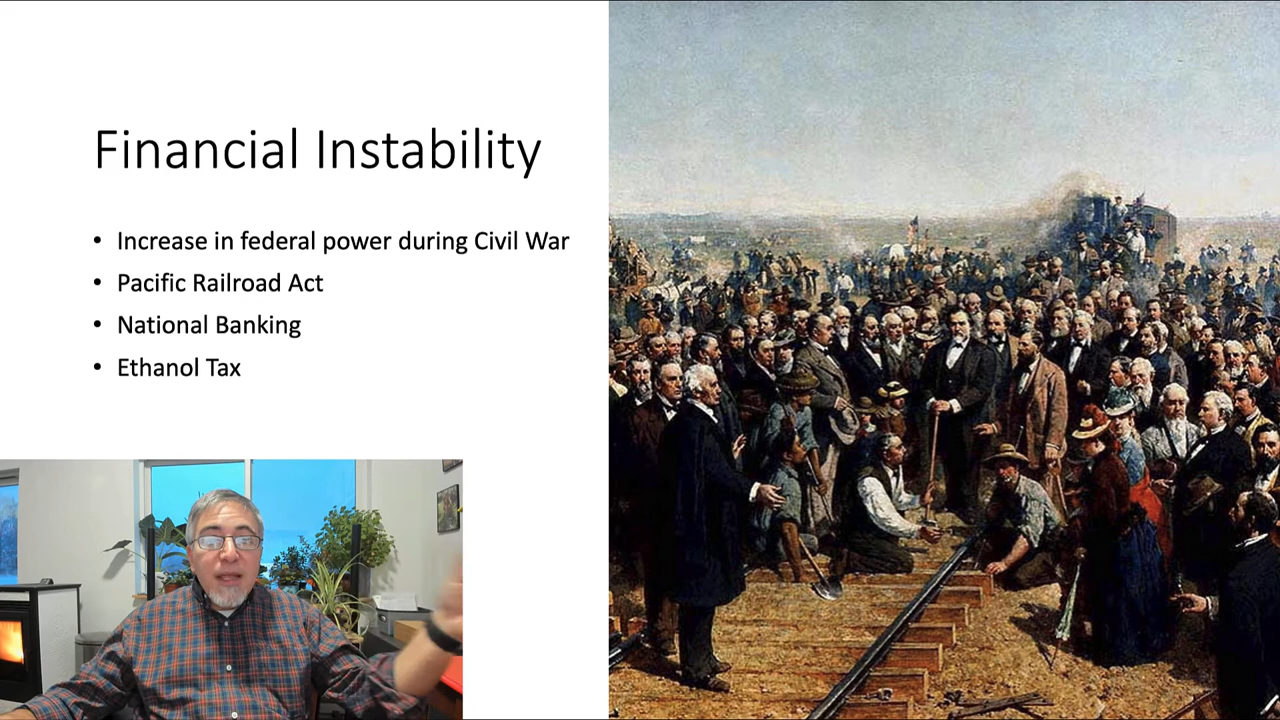 Financial Instability
• Increase in federal power during Civil War
• Pacific Railroad Act
• National Banking
• Ethanol Tax